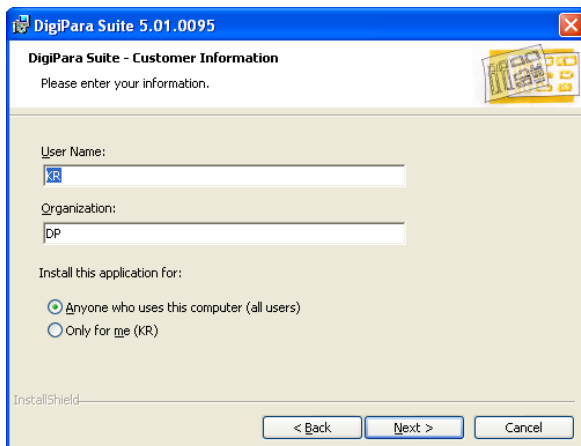 DigiPara Suite 5.01.0095
DigiPara Suite - Customer Information
Please enter your information.
User Name:
KR
Organization:
DP
Install this application for:
Anyone who uses this computer (all users)
Only for me (KR)
InstallShield
< Back Next > Cancel